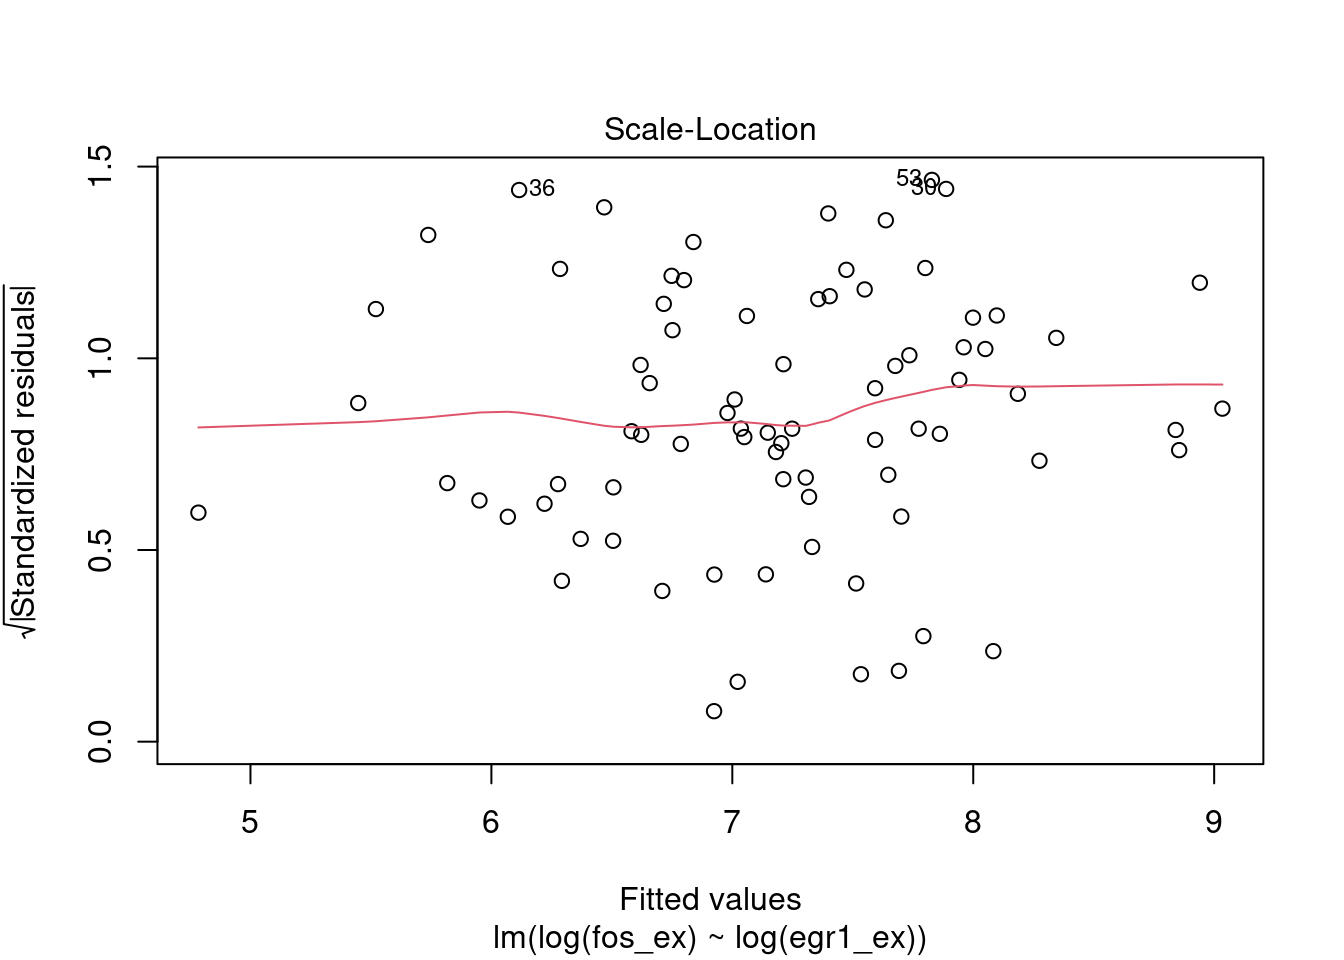 Scale-Location
√|Standardized residuals|
1.5
1.0
0.5
0.0
36
53
30
5 6 7 8 9
Fitted values
lm(log(fos_ex) ~ log(egr1_ex))